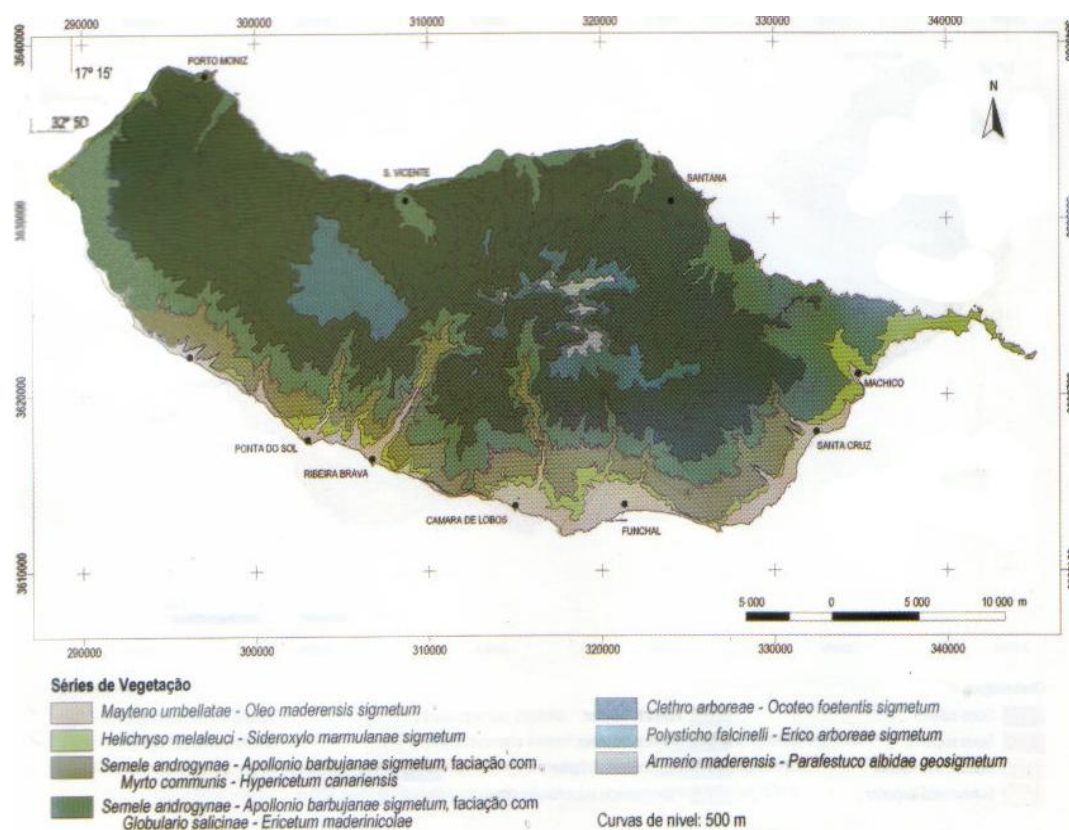 290000 300000 310000 320000 330000 340000
3640000
PORTO MONIZ
17º 15'
N
32º 50
S. VICENTE
SANTANA
3630000
MACHICO
3620000
SANTA CRUZ
PONTA DO SOL
RIBEIRA BRAVA
CAMARA DE LOBOS
FUNCHAL
3610000
5 000 0 5 000 10 000 m
290000 300000 310000 320000 330000 340000
Séries de Vegetação
Mayteno umbellatae - Oleo maderensis sigmetum
Helichryso melaleuci - Sideroxylo marmulanae sigmetum
Semele androgynae - Apollonio barbujanae sigmetum, faciação com
Myrto communis - Hypericetum canariensis
Semele androgynae - Apollonio barbujanae sigmetum, faciação com
Globulario salicinae - Ericetum maderinicolae
Clethro arboreae - Ocoteo foetentis sigmetum
Polysticho falcinelli - Erico arboreae sigmetum
Armerio maderensis - Parafestuco albidae geosigmetum
Curvas de nível: 500 m